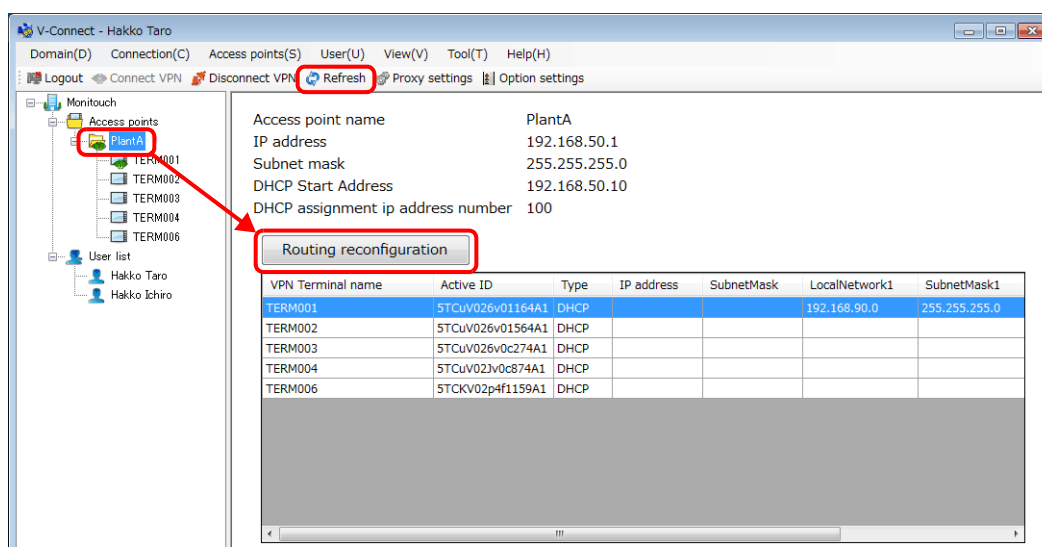 V-Connect - Hakko Taro
Domain(D) Connection(C) Access points(S) User(U) View(V) Tool(T) Help(H)
Logout Connect VPN Disconnect VPN Refresh Proxy settings Option settings
Monitouch
Access points
PlantA
TERM001
TERM002
TERM003
TERM004
TERM006
User list
Hakko Taro
Hakko Ichiro
Access point name PlantA
IP address 192.168.50.1
Subnet mask 255.255.255.0
DHCP Start Address 192.168.50.10
DHCP assignment ip address number 100
Routing reconfiguration
VPN Terminal name Active ID Type IP address SubnetMask LocalNetwork1 SubnetMask1
TERM001 5TCuV026v01164A1 DHCP 192.168.90.0 255.255.255.0
TERM002 5TCuV026v01564A1 DHCP
TERM003 5TCuV026v0c274A1 DHCP
TERM004 5TCuV02Jv0c874A1 DHCP
TERM006 5TCKV02p4f1159A1 DHCP